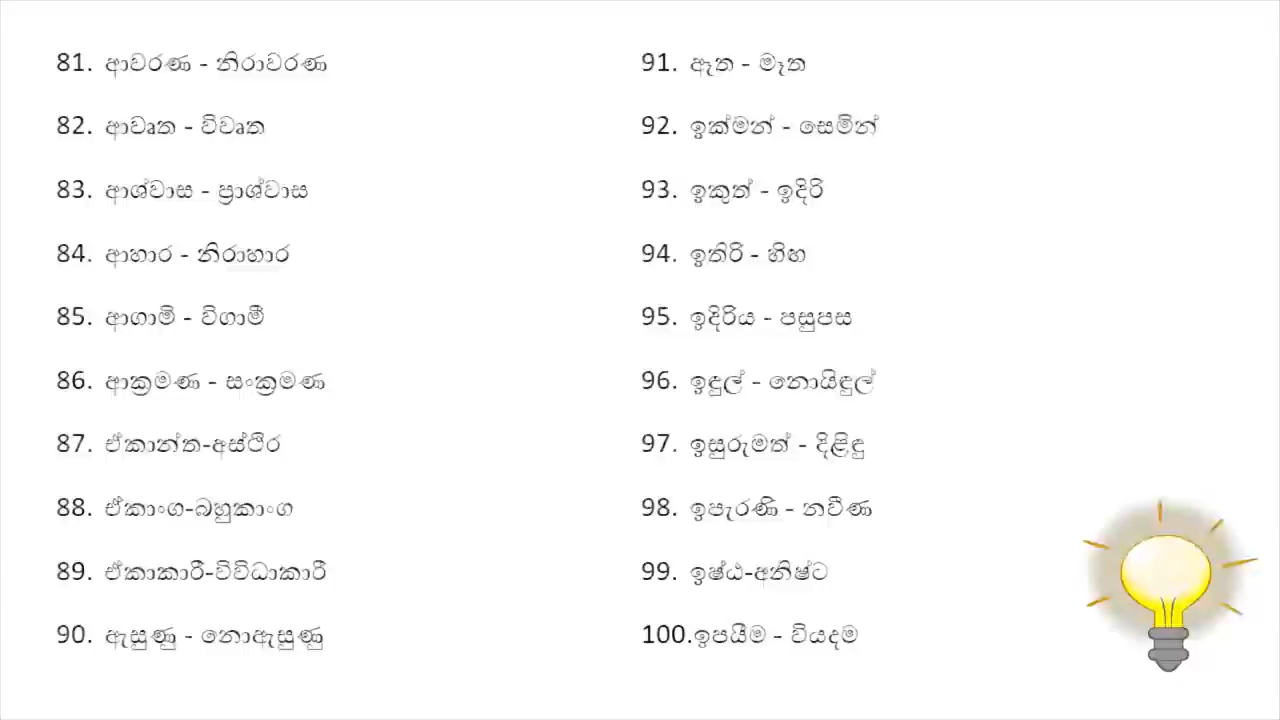 81. ආවරණ - නිරාවරණ
82. ආවෘත - විවෘත
83. ආශ්වාස - ප්‍රාශ්වාස
84. ආහාර - නිරාහාර
85. ආගාමි - විගාමී
86. ආක්‍රමණ - සංක්‍රමණ
87. ඒකාන්ත-අස්ථිර
88. ඒකාංග-බහුකාංග
89. ඒකාකාරී-විවිධාකාරී
90. ඇසුණු - නොඇසුණු
91. ඈත - මෑත
92. ඉක්මන් - සෙමින්
93. ඉකුත් - ඉදිරි
94. ඉතිරි - හිඟ
95. ඉදිරිය - පසුපස
96. ඉඳුල් - නොයිඳුල්
97. ඉසුරුමත් - දිළිඳු
98. ඉපැරණි - නවීණ
99. ඉෂ්ඨ-අනිෂ්ට
100.ඉපයීම - වියදම